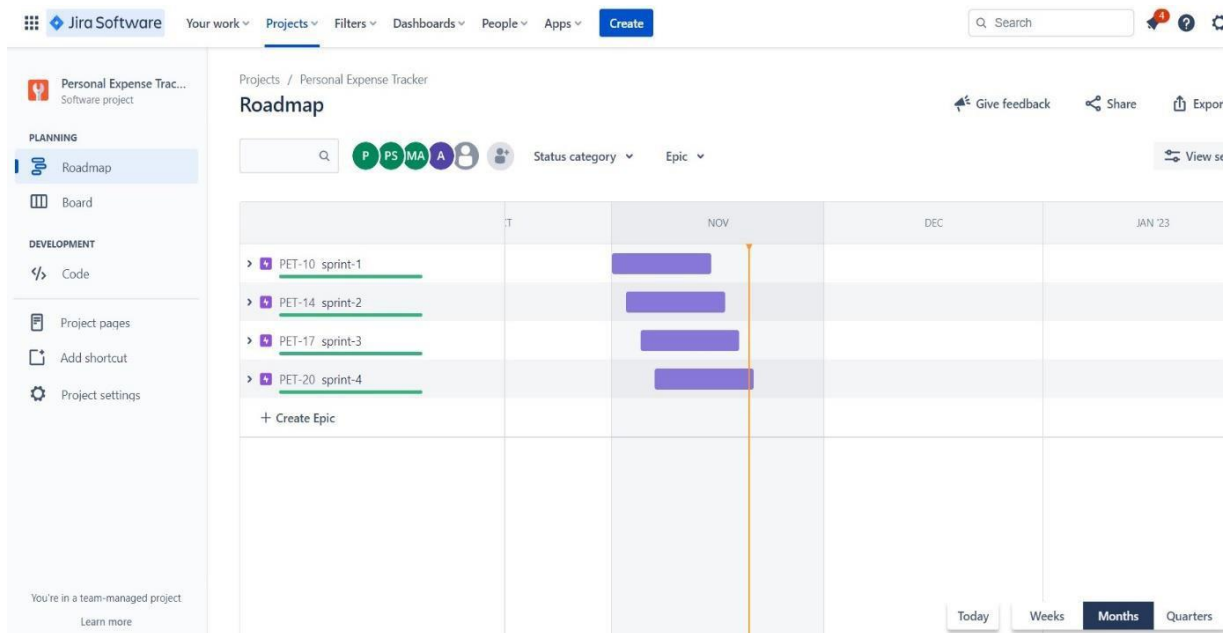 Jira Software Your work Projects Filters Dashboards People Apps Create Search 4
Personal Expense Trac...
Software project
PLANNING
Roadmap
Board
DEVELOPMENT
Code
Project pages
Add shortcut
Project settings
You're in a team-managed project
Learn more
Projects / Personal Expense Tracker
Roadmap
Give feedback Share Expor
P PS MA A Status category Epic View se
CT NOV DEC JAN '23
PET-10 sprint-1
PET-14 sprint-2
PET-17 sprint-3
PET-20 sprint-4
+ Create Epic
Today Weeks Months Quarters